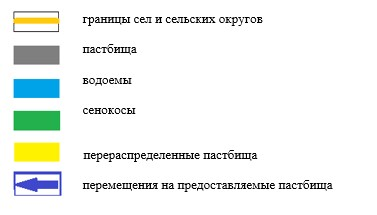 границы сел и сельских округов
пастбища
водоемы
сенокосы
перераспределенные пастбища
перемещения на предоставляемые пастбища